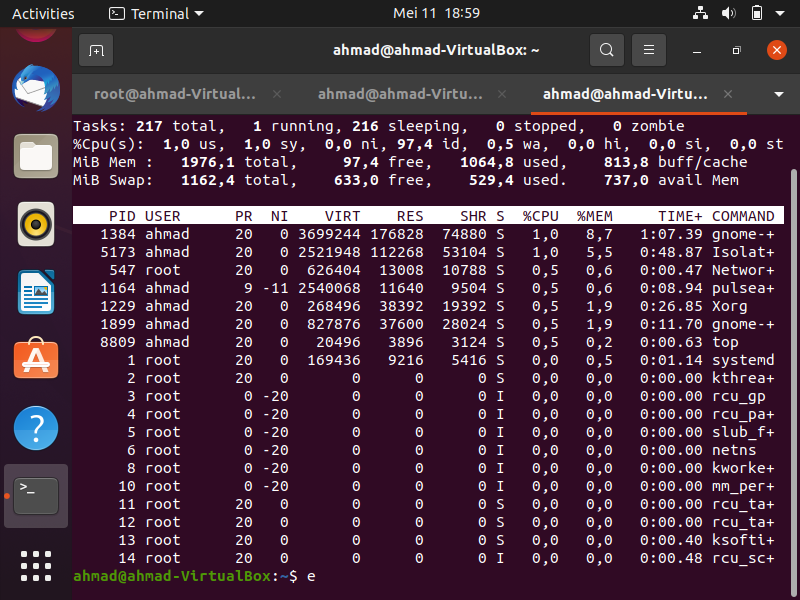 Activities Terminal Mei 11 18:59
ahmad@ahmad-VirtualBox: ~
root@ahmad-Virtual... ahmad@ahmad-Virtu... ahmad@ahmad-Virtu...
Tasks: 217 total, 1 running, 216 sleeping, 0 stopped, 0 zombie
%Cpu(s): 1,0 us, 1,0 sy, 0,0 ni, 97,4 id, 0,5 wa, 0,0 hi, 0,0 si, 0,0 st
MiB Mem : 1976,1 total, 97,4 free, 1064,8 used, 813,8 buff/cache
MiB Swap: 1162,4 total, 633,0 free, 529,4 used. 737,0 avail Mem
PID USER PR NI VIRT RES SHR S %CPU %MEM TIME+ COMMAND
1384 ahmad 20 0 3699244 176828 74880 S 1,0 8,7 1:07.39 gnome-+
5173 ahmad 20 0 2521948 112268 53104 S 1,0 5,5 0:48.87 Isolat+
547 root 20 0 626404 13008 10788 S 0,5 0,6 0:00.47 Networ+
1164 ahmad 9 -11 2540068 11640 9504 S 0,5 0,6 0:08.94 pulsea+
1229 ahmad 20 0 268496 38392 19392 S 0,5 1,9 0:26.85 Xorg
1899 ahmad 20 0 827876 37600 28024 S 0,5 1,9 0:11.70 gnome-+
8809 ahmad 20 0 20496 3896 3124 S 0,5 0,2 0:00.63 top
1 root 20 0 169436 9216 5416 S 0,0 0,5 0:01.14 systemd
2 root 20 0 0 0 0 S 0,0 0,0 0:00.00 kthrea+
3 root 0 -20 0 0 0 I 0,0 0,0 0:00.00 rcu_gp
4 root 0 -20 0 0 0 I 0,0 0,0 0:00.00 rcu_pa+
5 root 0 -20 0 0 0 I 0,0 0,0 0:00.00 slub_f+
6 root 0 -20 0 0 0 I 0,0 0,0 0:00.00 netns
8 root 0 -20 0 0 0 I 0,0 0,0 0:00.00 kworke+
10 root 0 -20 0 0 0 I 0,0 0,0 0:00.00 mm_per+
11 root 20 0 0 0 0 S 0,0 0,0 0:00.00 rcu_ta+
12 root 20 0 0 0 0 S 0,0 0,0 0:00.00 rcu_ta+
13 root 20 0 0 0 0 S 0,0 0,0 0:00.40 ksofti+
14 root 20 0 0 0 0 I 0,0 0,0 0:00.48 rcu_sc+
ahmad@ahmad-VirtualBox:~$ e